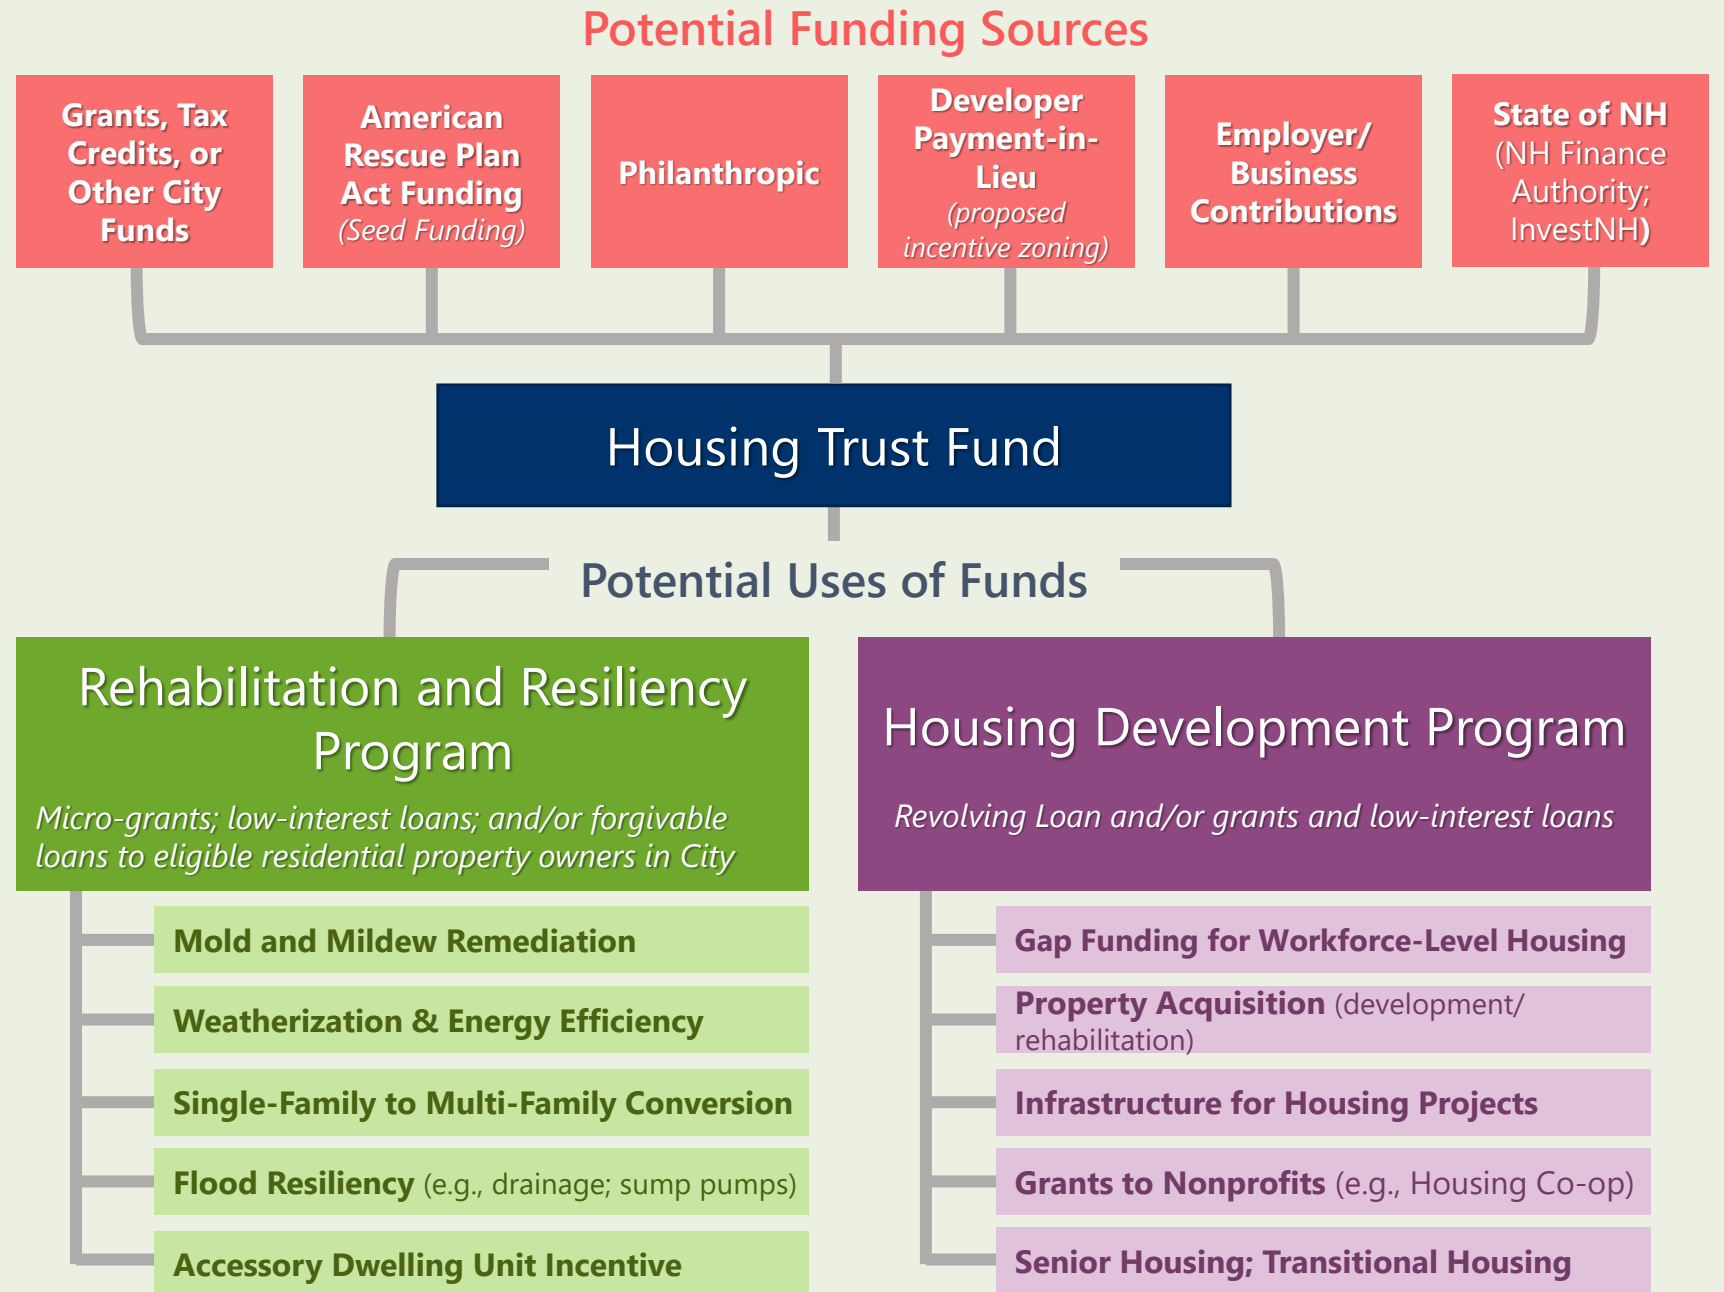 Potential Funding Sources
Grants, Tax
Credits, or
Other City
Funds
American
Rescue Plan
Act Funding
(Seed Funding)
Philanthropic
Developer
Payment-in-
Lieu
(proposed
incentive zoning)
Employer/
Business
Contributions
State of NH
(NH Finance
Authority;
InvestNH)
Housing Trust Fund
Potential Uses of Funds
Rehabilitation and Resiliency
Program
Micro-grants; low-interest loans; and/or forgivable
loans to eligible residential property owners in City
Mold and Mildew Remediation
Weatherization & Energy Efficiency
Single-Family to Multi-Family Conversion
Flood Resiliency (e.g., drainage; sump pumps)
Accessory Dwelling Unit Incentive
Housing Development Program
Revolving Loan and/or grants and low-interest loans
Gap Funding for Workforce-Level Housing
Property Acquisition (development/
rehabilitation)
Infrastructure for Housing Projects
Grants to Nonprofits (e.g., Housing Co-op)
Senior Housing; Transitional Housing